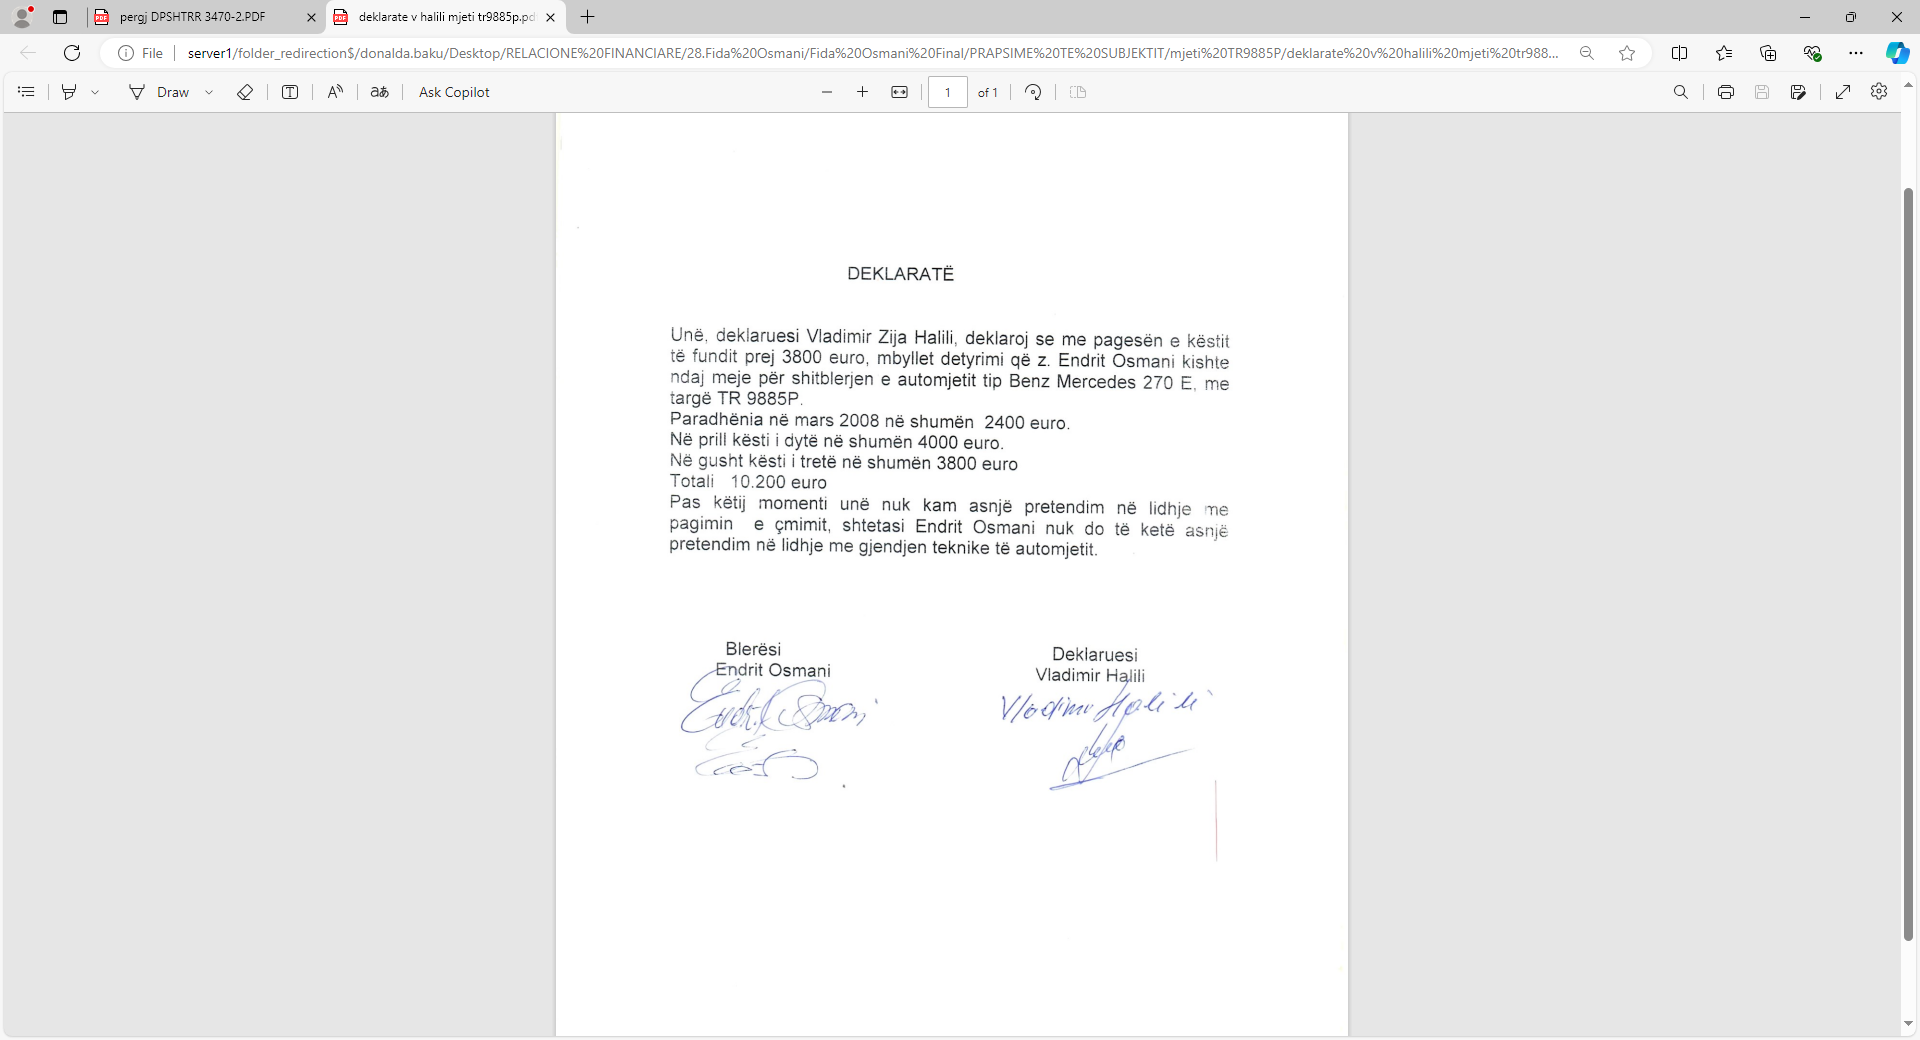 pergj DPSHTRR 3470-2.PDF
deklarate v halili mjeti tr9885p.pd
File
server1/folder_redirection$/donalda.baku/Desktop/RELACIONE%20FINANCIARE/28.Fida%20Osmani/Fida%20Osmani%20Final/PRAPSIME%20TE%20SUBJEKTIT/mjeti%20TR9885P/deklarate%20v%20halili%20mjeti%20tr988...
Draw
Ask Copilot
1 of 1
DEKLARATË
Unë, deklaruesi Vladimir Zija Halili, deklaroj se me pagesën e këstit
të fundit prej 3800 euro, mbyllet detyrimi që z. Endrit Osmani kishte
ndaj meje për shitblerjen e automjetit tip Benz Mercedes 270 E, me
targë TR 9885P.
Paradhënia në mars 2008 në shumën 2400 euro.
Në prill kësti i dytë në shumën 4000 euro.
Në gusht kësti i tretë në shumën 3800 euro
Totali 10.200 euro
Pas këtij momenti unë nuk kam asnjë pretendim në lidhje me
pagimin e çmimit, shtetasi Endrit Osmani nuk do të ketë asnjë
pretendim në lidhje me gjendjen teknike të automjetit.
Blerësi
Endrit Osmani
Endrit Osmani
Deklaruesi
Vladimir Halili
Vladimir Halili